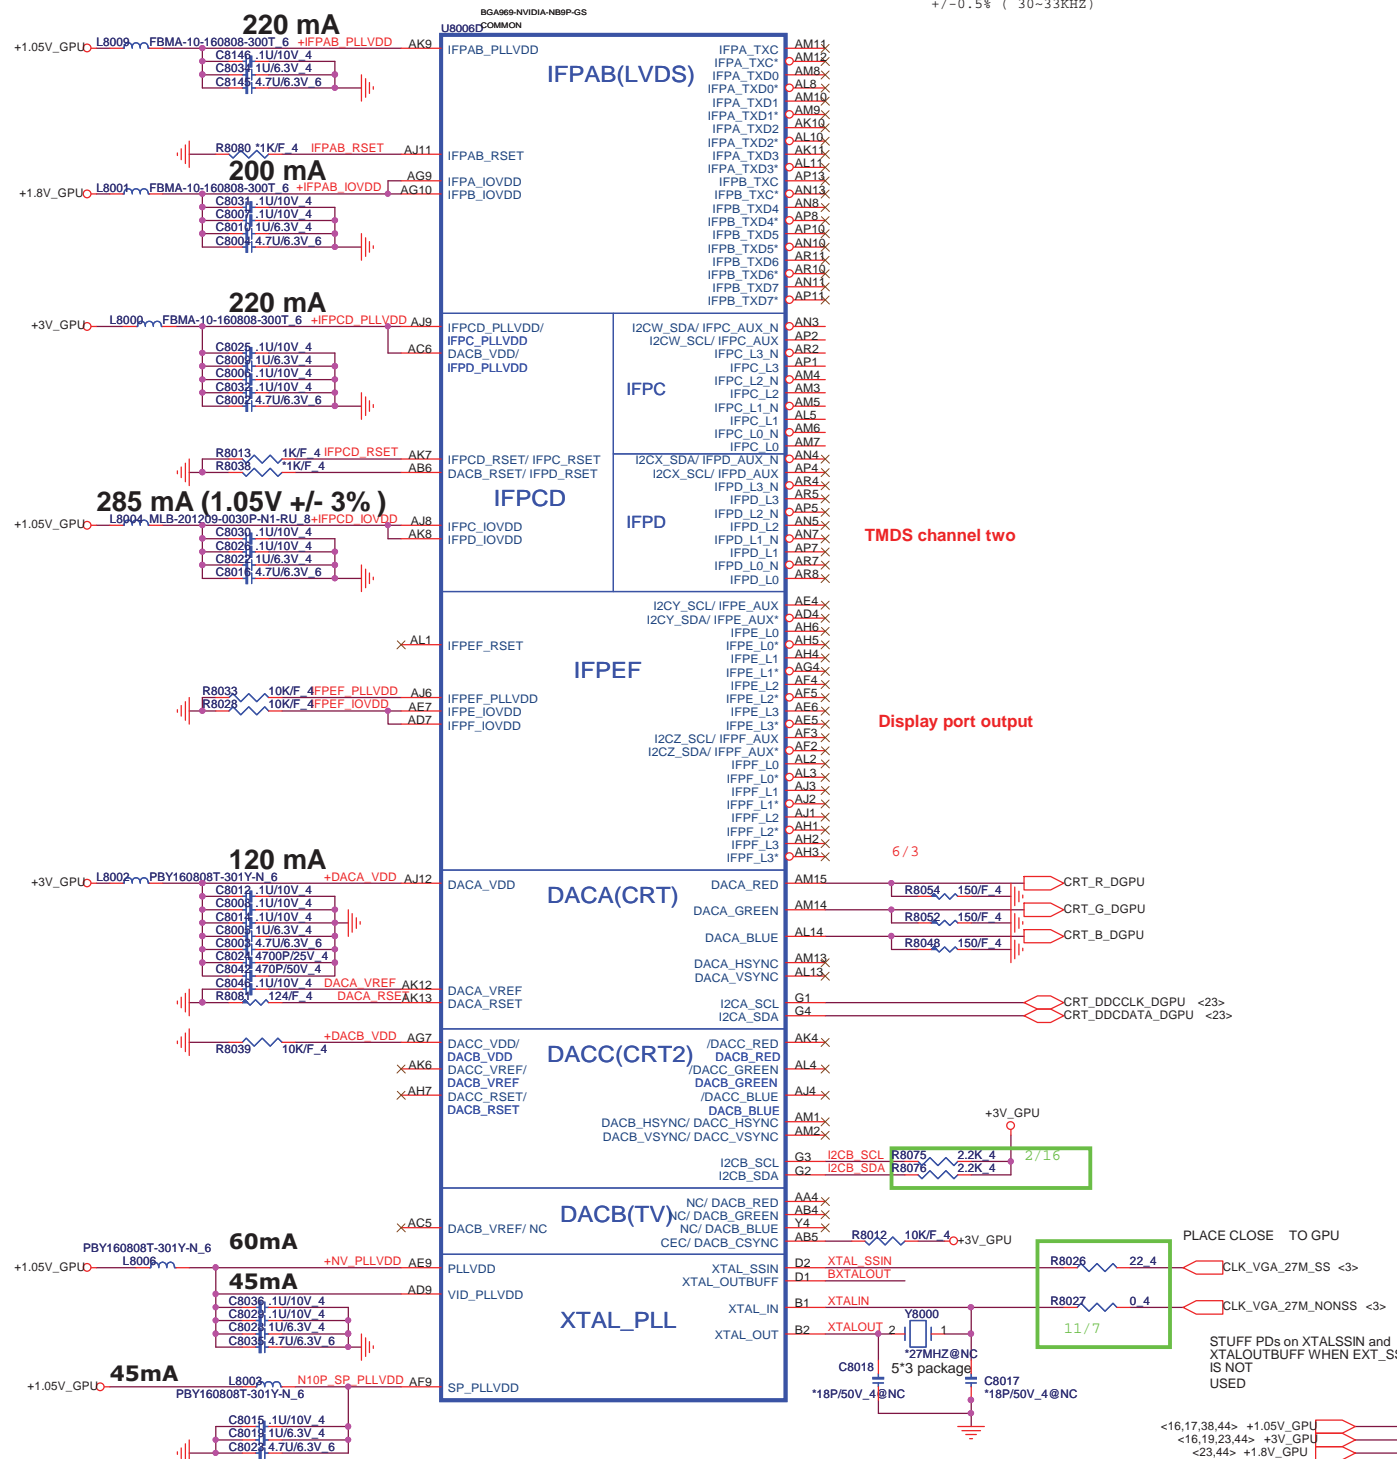 +/-0.5% ( 30~33KHZ)
BGA969-NVIDIA-NB9P-GS
U8006D COMMON
220 mA
+1.05V_GPU L8009 FBMA-10-160808-300T_6 +IFPAB_PLLVDD AK9 IFPAB_PLLVDD
C8146 .1U/10V_4
C8034 1U/6.3V_4
C8145 4.7U/6.3V_6
R8080 *1K/F_4 IFPAB_RSET AJ11 IFPAB_RSET
200 mA
AG9 IFPA_IOVDD
+1.8V_GPU L8001 FBMA-10-160808-300T_6 +IFPAB_IOVDD AG10 IFPB_IOVDD
C8031 .1U/10V_4
C8007 .1U/10V_4
C8010 1U/6.3V_4
C8004 4.7U/6.3V_6
IFPAB(LVDS)
IFPA_TXC AM11
IFPA_TXC* AM12
IFPA_TXD0 AM8
IFPA_TXD0* AL8
IFPA_TXD1 AM10
IFPA_TXD1* AM9
IFPA_TXD2 AK10
IFPA_TXD2* AL10
IFPA_TXD3 AK11
IFPA_TXD3* AL11
IFPB_TXC AP13
IFPB_TXC* AN13
IFPB_TXD4 AN8
IFPB_TXD4* AP8
IFPB_TXD5 AP10
IFPB_TXD5* AN10
IFPB_TXD6 AR11
IFPB_TXD6* AR10
IFPB_TXD7 AN11
IFPB_TXD7* AP11
220 mA
+3V_GPU L8000 FBMA-10-160808-300T_6 +IFPCD_PLLVDD AJ9 IFPCD_PLLVDD/
IFPC_PLLVDD
AC6 DACB_VDD/
IFPD_PLLVDD
C8025 .1U/10V_4
C8009 1U/6.3V_4
C8006 .1U/10V_4
C8032 .1U/10V_4
C8002 4.7U/6.3V_6
R8013 1K/F_4 IFPCD_RSET AK7 IFPCD_RSET/ IFPC_RSET
R8038 *1K/F_4 AB6 DACB_RSET/ IFPD_RSET
IFPCD
285 mA (1.05V +/- 3% )
+1.05V_GPU L8004 MLB-201209-0030P-N1-RU_8 +IFPCD_IOVDD AJ8 IFPC_IOVDD
AK8 IFPD_IOVDD
C8030 .1U/10V_4
C8026 .1U/10V_4
C8022 1U/6.3V_4
C8016 4.7U/6.3V_6
IFPC
I2CW_SDA/ IFPC_AUX_N AN3
I2CW_SCL/ IFPC_AUX AP2
IFPC_L3_N AR2
IFPC_L3 AP1
IFPC_L2_N AM4
IFPC_L2 AM3
IFPC_L1_N AM5
IFPC_L1 AL5
IFPC_L0_N AM6
IFPC_L0 AM7
IFPD
I2CX_SDA/ IFPD_AUX_N AN4
I2CX_SCL/ IFPD_AUX AP4
IFPD_L3_N AR4
IFPD_L3 AR5
IFPD_L2_N AP5
IFPD_L2 AN5
IFPD_L1_N AN7
IFPD_L1 AP7
IFPD_L0_N AR7
IFPD_L0 AR8
TMDS channel two
AL1 IFPEF_RSET
IFPEF
R8033 10K/F_4 IFPEF_PLLVDD AJ6 IFPEF_PLLVDD
R8028 10K/F_4 IFPEF_IOVDD AE7 IFPE_IOVDD
AD7 IFPF_IOVDD
I2CY_SCL/ IFPE_AUX AE4
I2CY_SDA/ IFPE_AUX* AD4
IFPE_L0 AH6
IFPE_L0* AH5
IFPE_L1 AH4
IFPE_L1* AG4
IFPE_L2 AF4
IFPE_L2* AF5
IFPE_L3 AE6
IFPE_L3* AE5
I2CZ_SCL/ IFPF_AUX AF3
I2CZ_SDA/ IFPF_AUX* AF2
IFPF_L0 AL2
IFPF_L0* AL3
IFPF_L1 AJ3
IFPF_L1* AJ2
IFPF_L2 AJ1
IFPF_L2* AH1
IFPF_L3 AH2
IFPF_L3* AH3
Display port output
6/3
120 mA
+3V_GPU L8002 PBY160808T-301Y-N_6 +DACA_VDD AJ12 DACA_VDD
C8012 .1U/10V_4
C8008 .1U/10V_4
C8014 .1U/10V_4
C8005 1U/6.3V_4
C8003 4.7U/6.3V_6
C8024 4700P/25V_4
C8042 470P/50V_4
C8046 .1U/10V_4 DACA_VREF AK12 DACA_VREF
R8081 124/F_4 DACA_RSET AK13 DACA_RSET
DACA(CRT)
DACA_RED AM15 R8054 150/F_4 CRT_R_DGPU
DACA_GREEN AM14 R8052 150/F_4 CRT_G_DGPU
DACA_BLUE AL14 R8048 150/F_4 CRT_B_DGPU
DACA_HSYNC AM13
DACA_VSYNC AL13
I2CA_SCL G1 CRT_DDCCLK_DGPU <23>
I2CA_SDA G4 CRT_DDCDATA_DGPU <23>
R8039 10K/F_4 +DACB_VDD AG7 DACC_VDD/
DACB_VDD
AK6 DACC_VREF/
DACB_VREF
AH7 DACC_RSET/
DACB_RSET
DACC(CRT2)
/DACC_RED AK4
DACB_RED
/DACC_GREEN AL4
DACB_GREEN
/DACC_BLUE AJ4
DACB_BLUE
DACB_HSYNC/ DACC_HSYNC AM1
DACB_VSYNC/ DACC_VSYNC AM2
+3V_GPU
I2CB_SCL G3 I2CB_SCL R8075 2.2K_4 2/16
I2CB_SDA G2 I2CB_SDA R8076 2.2K_4
AC5 DACB_VREF/ NC
DACB(TV)
NC/ DACB_RED AA4
NC/ DACB_GREEN AB4
NC/ DACB_BLUE Y4
CEC/ DACB_CSYNC AB5 R8012 10K/F_4 +3V_GPU
60mA
PBY160808T-301Y-N_6
+1.05V_GPU L8006 +NV_PLLVDD AE9 PLLVDD
45mA
AD9 VID_PLLVDD
C8036 .1U/10V_4
C8029 .1U/10V_4
C8028 1U/6.3V_4
C8035 4.7U/6.3V_6
45mA
+1.05V_GPU L8003 N10P_SP_PLLVDD AF9 SP_PLLVDD
PBY160808T-301Y-N_6
C8015 .1U/10V_4
C8019 1U/6.3V_4
C8023 4.7U/6.3V_6
XTAL_PLL
XTAL_SSIN D2 XTAL_SSIN R8026 22_4 CLK_VGA_27M_SS <3>
XTAL_OUTBUFF D1 BXTALOUT
XTAL_IN B1 XTALIN R8027 0_4 CLK_VGA_27M_NONSS <3>
XTAL_OUT B2 XTALOUT 2 Y8000 1
*27MHZ@NC
5*3 package
C8018
*18P/50V_4@NC
C8017
*18P/50V_4@NC
11/7
PLACE CLOSE TO GPU
STUFF PDs on XTALSSIN and
XTALOUTBUFF WHEN EXT_SS
IS NOT
USED
<16,17,38,44> +1.05V_GPU
<16,19,23,44> +3V_GPU
<23,44> +1.8V_GPU